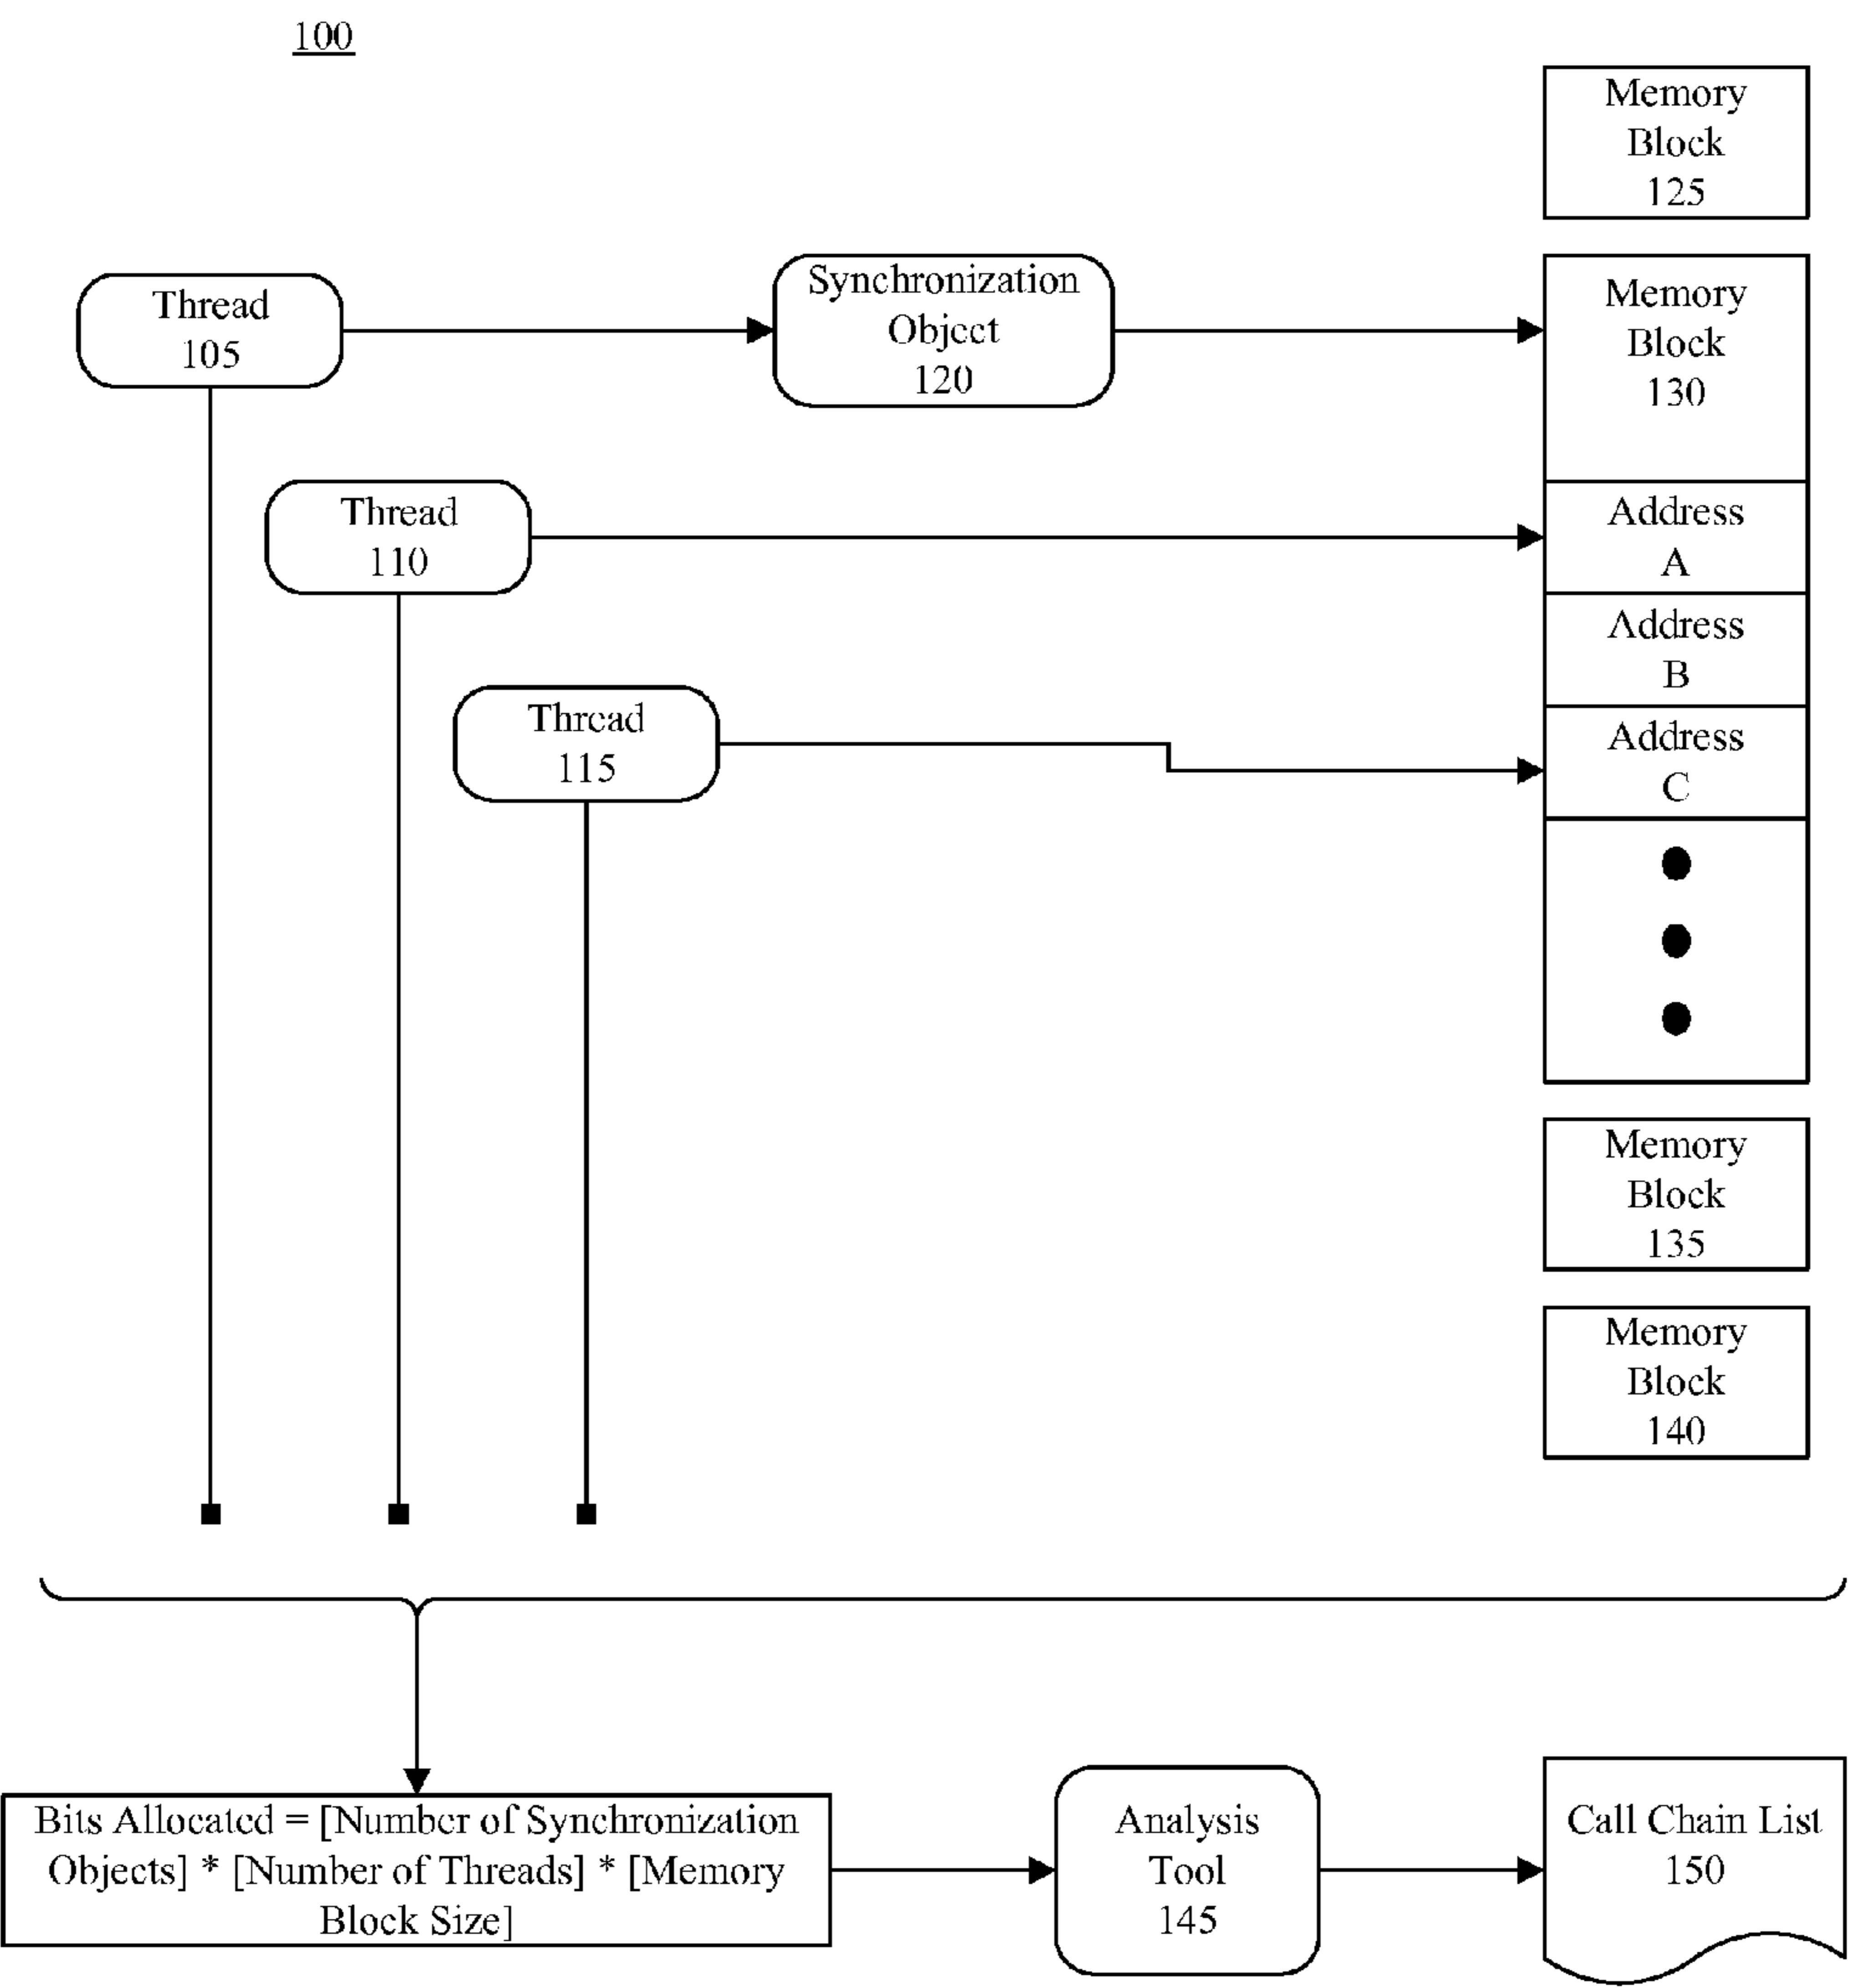 100
Memory
Block
125
Thread
105
Synchronization
Object
120
Memory
Block
130
Thread
110
Address
A
Address
B
Thread
115
Address
C
Memory
Block
135
Memory
Block
140
Bits Allocated = [Number of Synchronization
Objects] * [Number of Threads] * [Memory
Block Size]
Analysis
Tool
145
Call Chain List
150